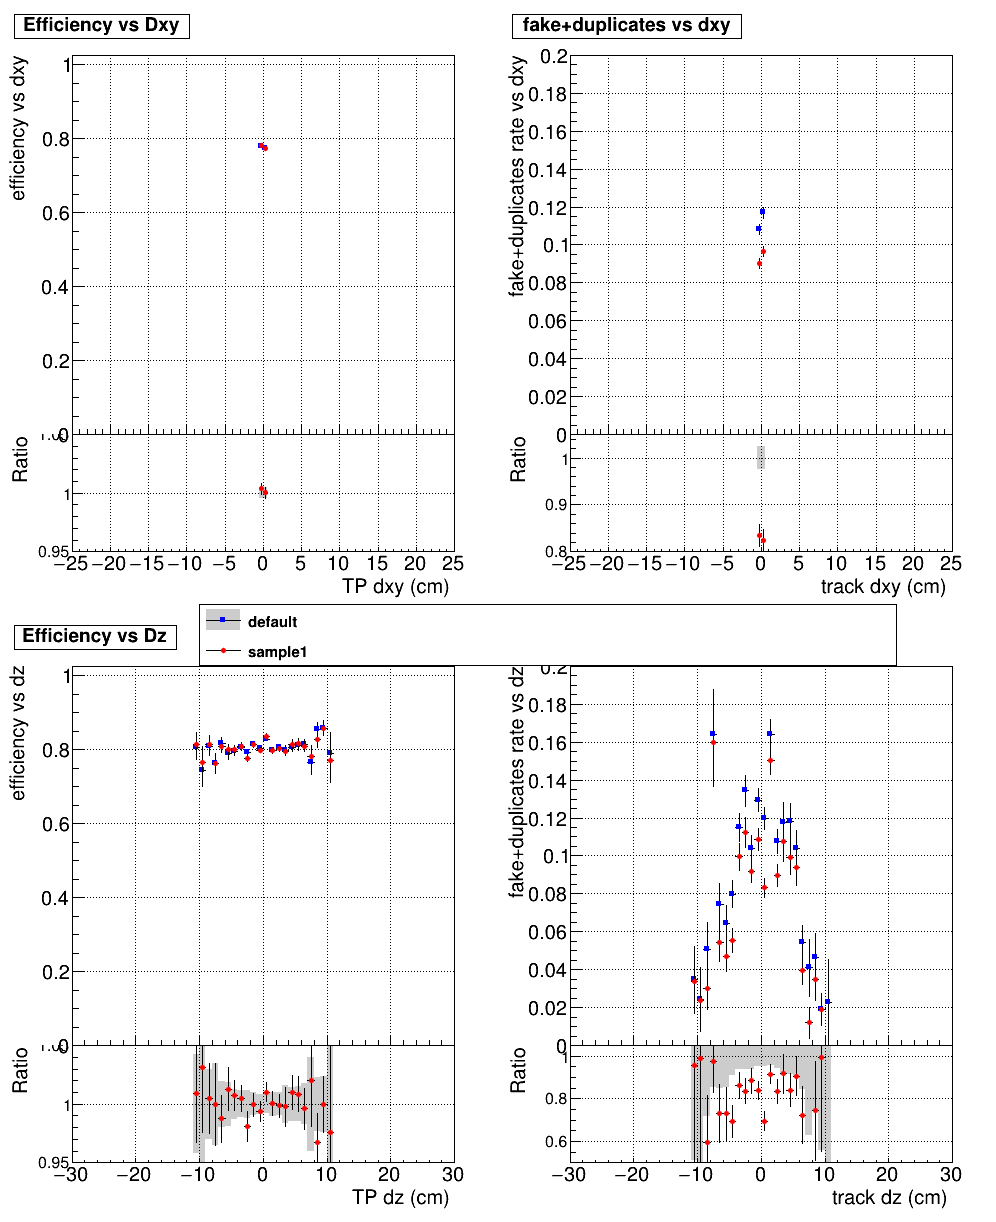 Efficiency vs Dxy
efficiency vs dxy
1
0.8
0.6
0.4
0.2
0
Ratio
1
0.95
−25 −20 −15 −10 −5 0 5 10 15 20 25
TP dxy (cm)
fake+duplicates vs dxy
fake+duplicates rate vs dxy
0.2
0.18
0.16
0.14
0.12
0.1
0.08
0.06
0.04
0.02
0
Ratio
1
0.9
0.8
−25 −20 −15 −10 −5 0 5 10 15 20 25
track dxy (cm)
default
sample1
Efficiency vs Dz
efficiency vs dz
1
0.8
0.6
0.4
0.2
0
Ratio
1
0.95
−30 −20 −10 0 10 20 30
TP dz (cm)
fake+duplicates rate vs dz
0.2
0.18
0.16
0.14
0.12
0.1
0.08
0.06
0.04
0.02
0
Ratio
1
0.8
0.6
−30 −20 −10 0 10 20 30
track dz (cm)